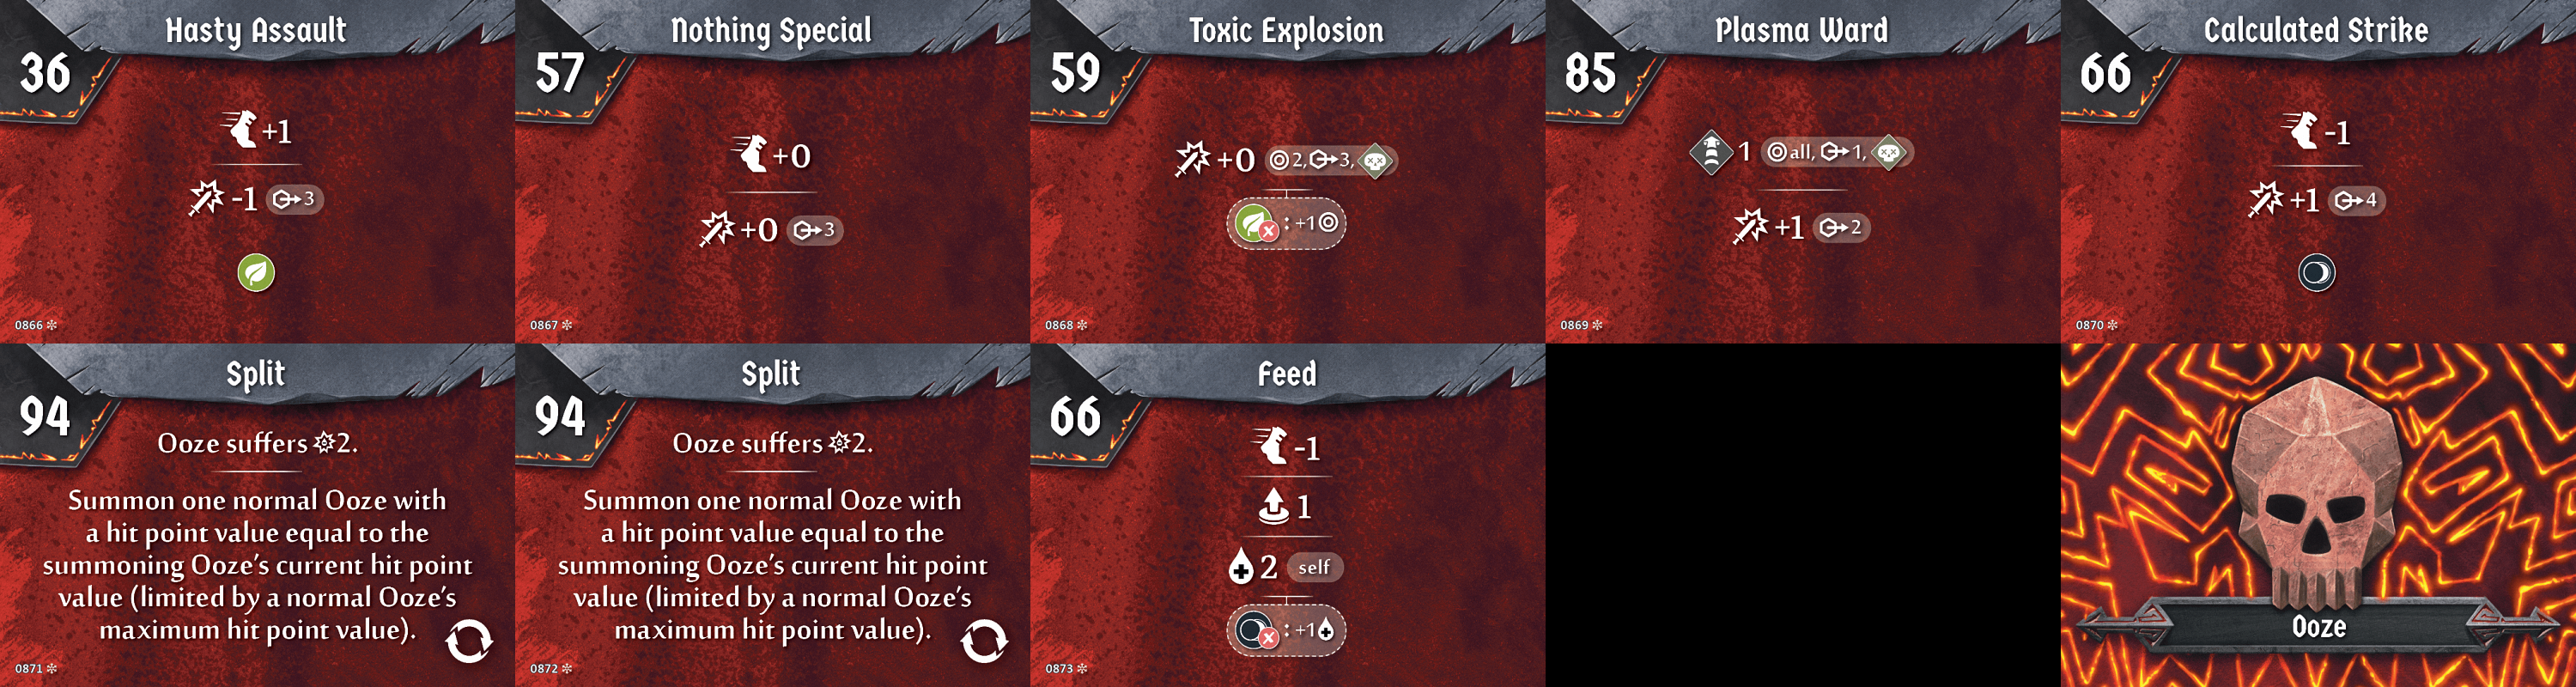 Hasty Assault
36
+1
-1 3
0866
Nothing Special
57
+0
+0 3
0867
Toxic Explosion
59
+0 2, 3,
: +1
0868
Plasma Ward
85
1 all, 1,
+1 2
0869
Calculated Strike
66
-1
+1 4
0870
Split
94
Ooze suffers 2.
Summon one normal Ooze with
a hit point value equal to the
summoning Ooze's current hit point
value (limited by a normal Ooze's
maximum hit point value).
0871
Split
94
Ooze suffers 2.
Summon one normal Ooze with
a hit point value equal to the
summoning Ooze's current hit point
value (limited by a normal Ooze's
maximum hit point value).
0872
Feed
66
-1
1
2 self
: +1
0873
Ooze